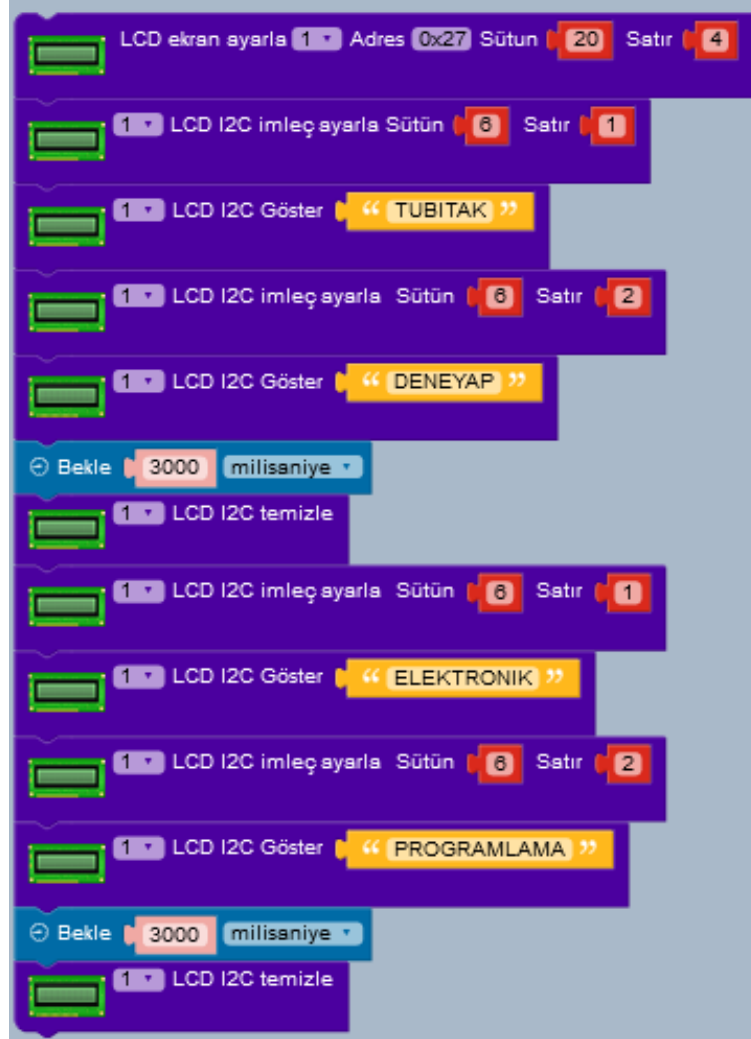 LCD ekran ayarla 1 Adres 0x27 Sütun 20 Satır 4
1 LCD I2C imleç ayarla Sütün 6 Satır 1
1 LCD I2C Göster “ TUBITAK ”
1 LCD I2C imleç ayarla Sütün 6 Satır 2
1 LCD I2C Göster “ DENEYAP ”
Bekle 3000 milisaniye
1 LCD I2C temizle
1 LCD I2C imleç ayarla Sütün 6 Satır 1
1 LCD I2C Göster “ ELEKTRONIK ”
1 LCD I2C imleç ayarla Sütün 6 Satır 2
1 LCD I2C Göster “ PROGRAMLAMA ”
Bekle 3000 milisaniye
1 LCD I2C temizle